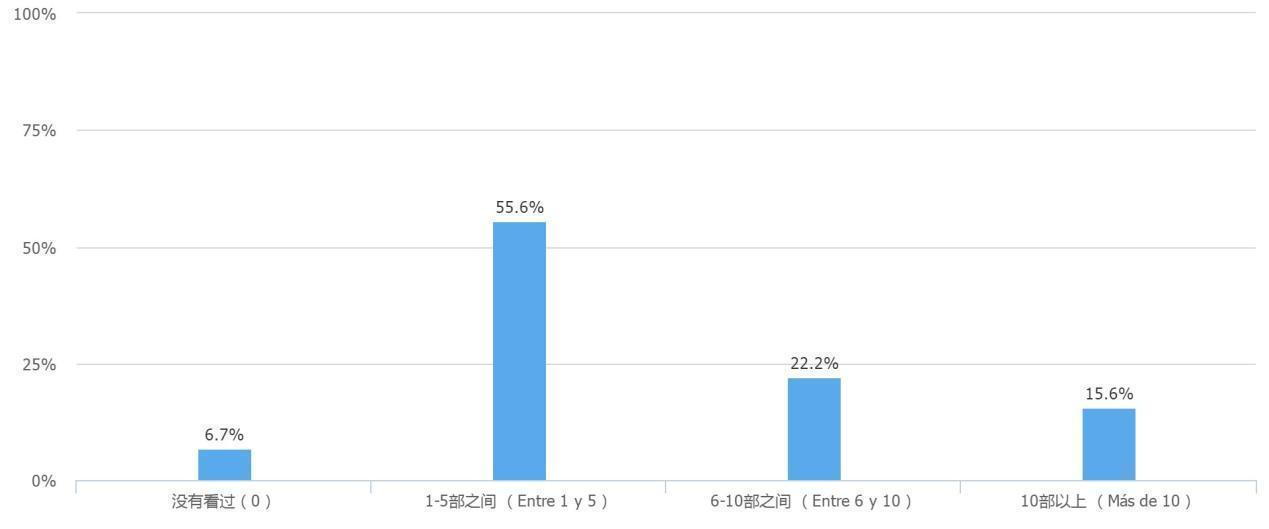 100%
75%
55.6%
50%
25%
22.2%
15.6%
6.7%
0%
没有看过（0）
1-5部之间 （Entre 1 y 5）
6-10部之间 （Entre 6 y 10）
10部以上 （Más de 10）